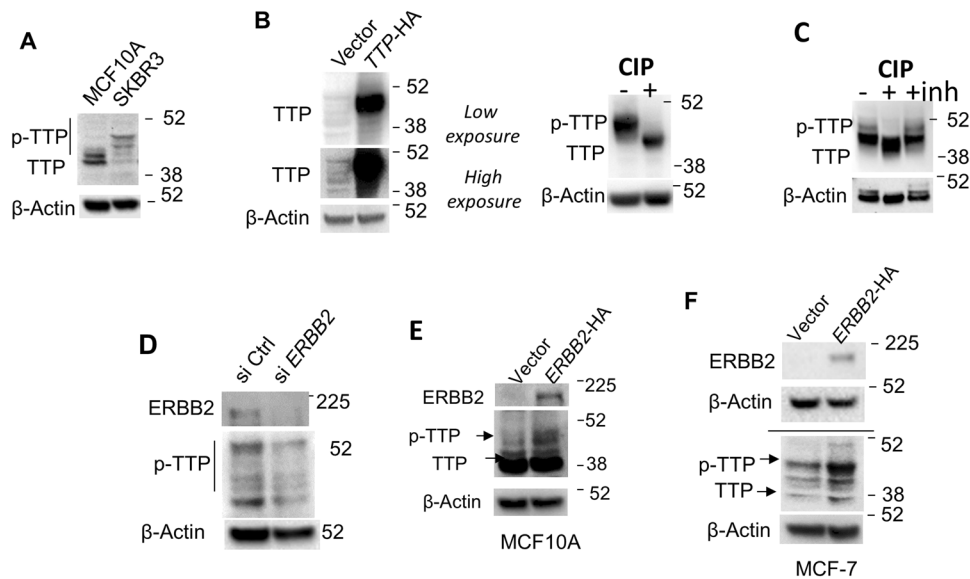 A
MCF10A
SKBR3
p-TTP
TTP
β-Actin
52
38
52
B
Vector
TTP-HA
TTP
52
38
Low
exposure
TTP
52
38
High
exposure
β-Actin
52
CIP
- +
p-TTP
TTP
52
38
β-Actin
52
C
CIP
- + +inh
p-TTP
TTP
52
38
β-Actin
52
D
si Ctrl
si ERBB2
ERBB2
225
p-TTP
52
β-Actin
52
E
Vector
ERBB2-HA
ERBB2
225
p-TTP
TTP
52
38
β-Actin
52
MCF10A
F
Vector
ERBB2-HA
ERBB2
225
β-Actin
52
p-TTP
TTP
52
38
β-Actin
52
MCF-7